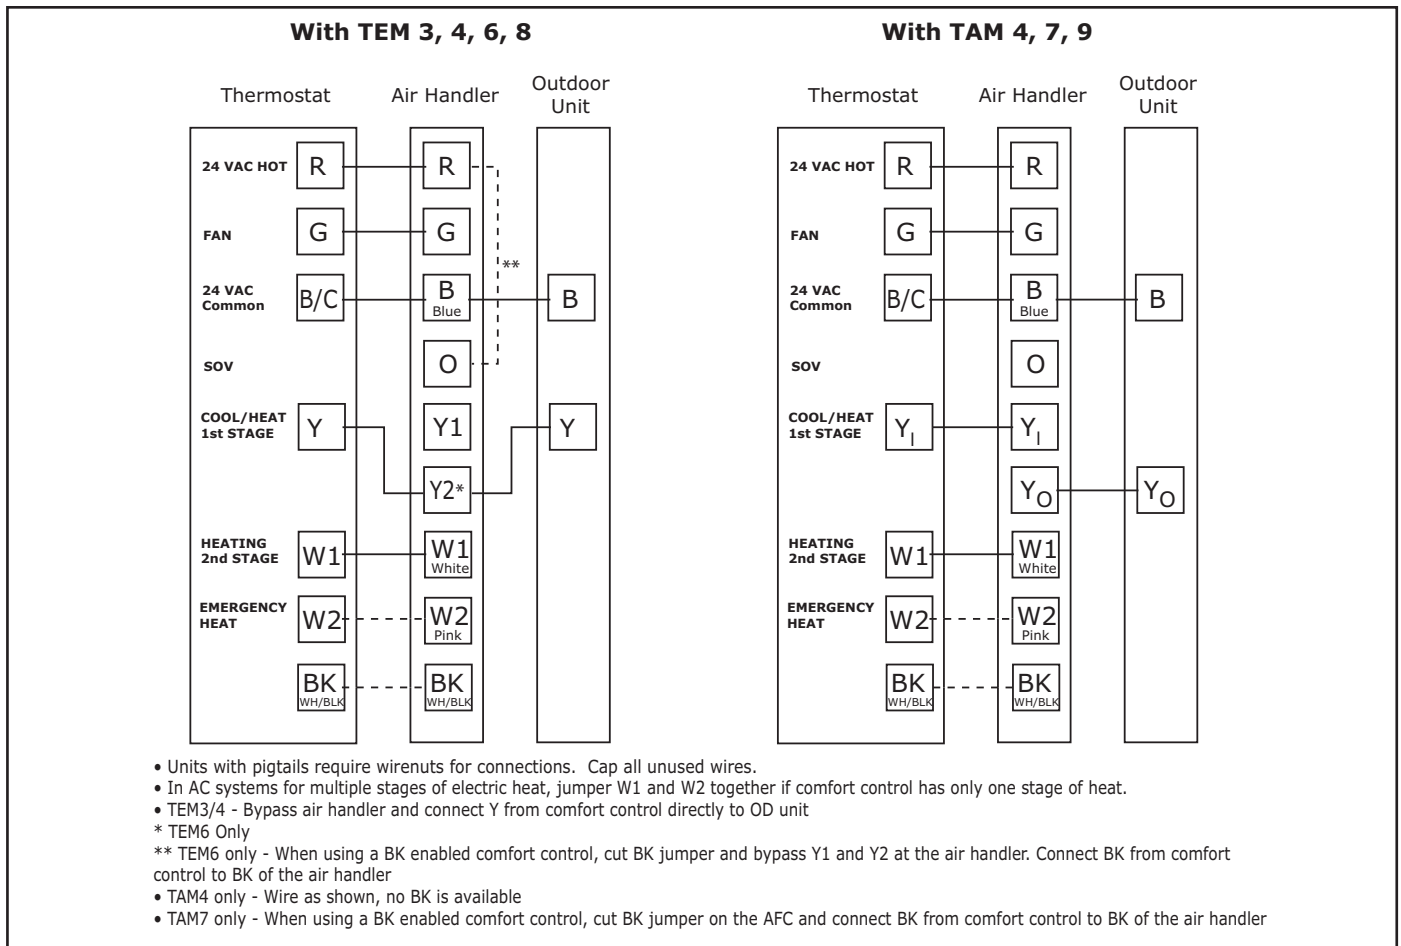 With TEM 3, 4, 6, 8
Thermostat
Air Handler
Outdoor
Unit
24 VAC HOT
R
R
FAN
G
G
**
24 VAC
Common
B/C
B
Blue
B
SOV
O
COOL/HEAT
1st STAGE
Y
Y1
Y
Y2*
HEATING
2nd STAGE
W1
W1
White
EMERGENCY
HEAT
W2
W2
Pink
BK
WH/BLK
BK
WH/BLK
With TAM 4, 7, 9
Thermostat
Air Handler
Outdoor
Unit
24 VAC HOT
R
R
FAN
G
G
24 VAC
Common
B/C
B
Blue
B
SOV
O
COOL/HEAT
1st STAGE
YI
YI
YO
YO
HEATING
2nd STAGE
W1
W1
White
EMERGENCY
HEAT
W2
W2
Pink
BK
WH/BLK
BK
WH/BLK
• Units with pigtails require wirenuts for connections.  Cap all unused wires.
• In AC systems for multiple stages of electric heat, jumper W1 and W2 together if comfort control has only one stage of heat.
• TEM3/4 - Bypass air handler and connect Y from comfort control directly to OD unit
* TEM6 Only
** TEM6 only - When using a BK enabled comfort control, cut BK jumper and bypass Y1 and Y2 at the air handler. Connect BK from comfort
control to BK of the air handler
• TAM4 only - Wire as shown, no BK is available
• TAM7 only - When using a BK enabled comfort control, cut BK jumper on the AFC and connect BK from comfort control to BK of the air handler